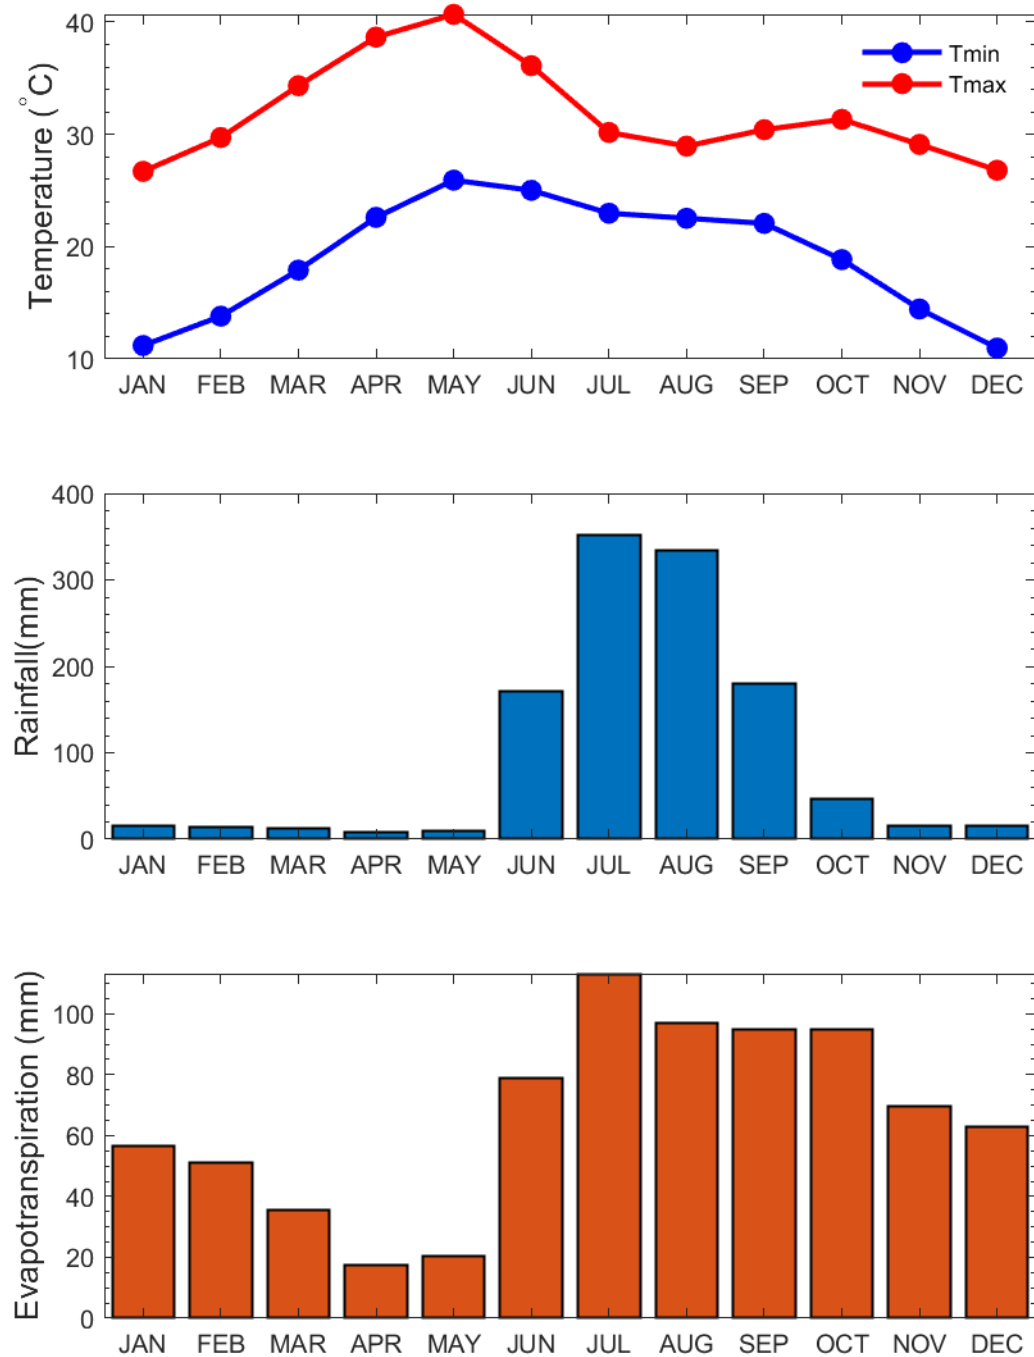 Temperature (°C)
40
30
20
10
Tmin
Tmax
JAN FEB MAR APR MAY JUN JUL AUG SEP OCT NOV DEC
Rainfall(mm)
400
300
200
100
0
JAN FEB MAR APR MAY JUN JUL AUG SEP OCT NOV DEC
Evapotranspiration (mm)
100
80
60
40
20
0
JAN FEB MAR APR MAY JUN JUL AUG SEP OCT NOV DEC